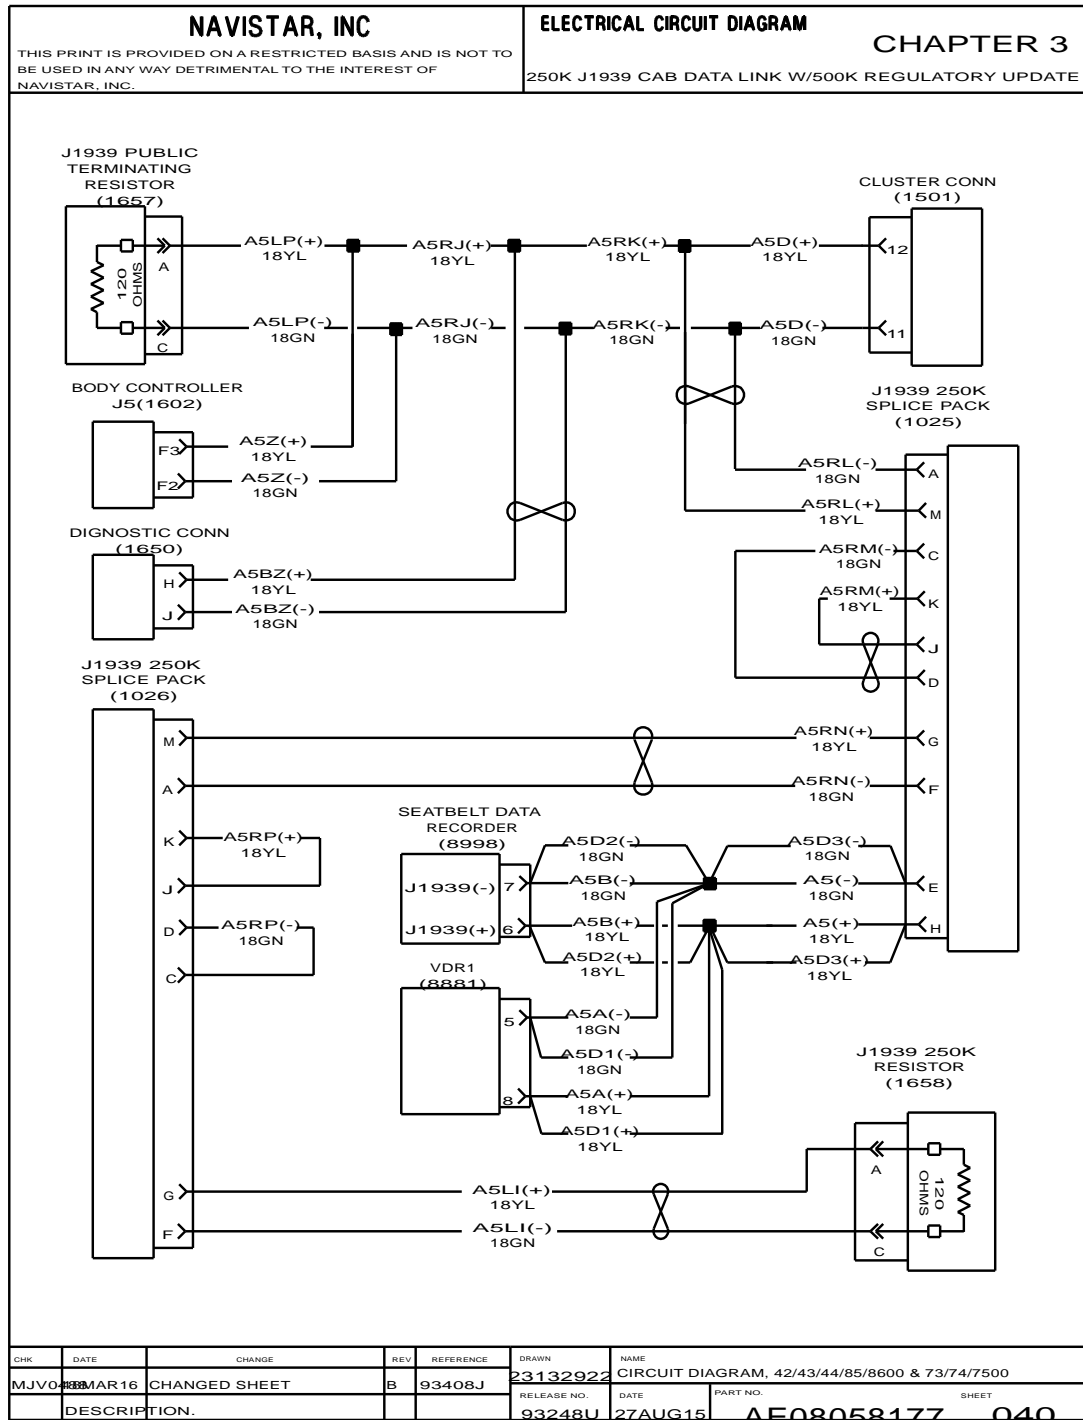 NAVISTAR, INC
THIS PRINT IS PROVIDED ON A RESTRICTED BASIS AND IS NOT TO
BE USED IN ANY WAY DETRIMENTAL TO THE INTEREST OF
NAVISTAR, INC.
ELECTRICAL CIRCUIT DIAGRAM
CHAPTER 3
250K J1939 CAB DATA LINK W/500K REGULATORY UPDATE
J1939 PUBLIC
TERMINATING
RESISTOR
(1657)
120
OHMS
A
C
A5LP(+)
18YL
A5RJ(+)
18YL
A5RK(+)
18YL
A5D(+)
18YL
A5LP(-)
18GN
A5RJ(-)
18GN
A5RK(-)
18GN
A5D(-)
18GN
CLUSTER CONN
(1501)
12
11
BODY CONTROLLER
J5(1602)
F3
F2
A5Z(+)
18YL
A5Z(-)
18GN
DIGNOSTIC CONN
(1650)
H
J
A5BZ(+)
18YL
A5BZ(-)
18GN
J1939 250K
SPLICE PACK
(1025)
A5RL(-)
18GN
A
A5RL(+)
18YL
M
A5RM(-)
18GN
C
A5RM(+)
18YL
K
J
D
A5RN(+)
18YL
G
A5RN(-)
18GN
F
J1939 250K
SPLICE PACK
(1026)
M
A
K
A5RP(+)
18YL
J
D
A5RP(-)
18GN
C
SEATBELT DATA
RECORDER
(8998)
J1939(-) 7
J1939(+) 6
A5D2(-)
18GN
A5B(-)
18GN
A5B(+)
18YL
A5D2(+)
18YL
A5D3(-)
18GN
A5(-)
18GN
E
A5(+)
18YL
H
A5D3(+)
18YL
VDR1
(8881)
5
8
A5A(-)
18GN
A5D1(-)
18GN
A5A(+)
18YL
A5D1(+)
18YL
J1939 250K
RESISTOR
(1658)
A
C
120
OHMS
G
A5LI(+)
18YL
F
A5LI(-)
18GN
CHK DATE CHANGE REV REFERENCE
18MAR16 CHANGED SHEET B 93408J
DESCRIPTION.
DRAWN
23132922
NAME
CIRCUIT DIAGRAM, 42/43/44/85/8600 & 73/74/7500
RELEASE NO.
93248U
DATE
27AUG15
PART NO.
AE08058177
SHEET
040